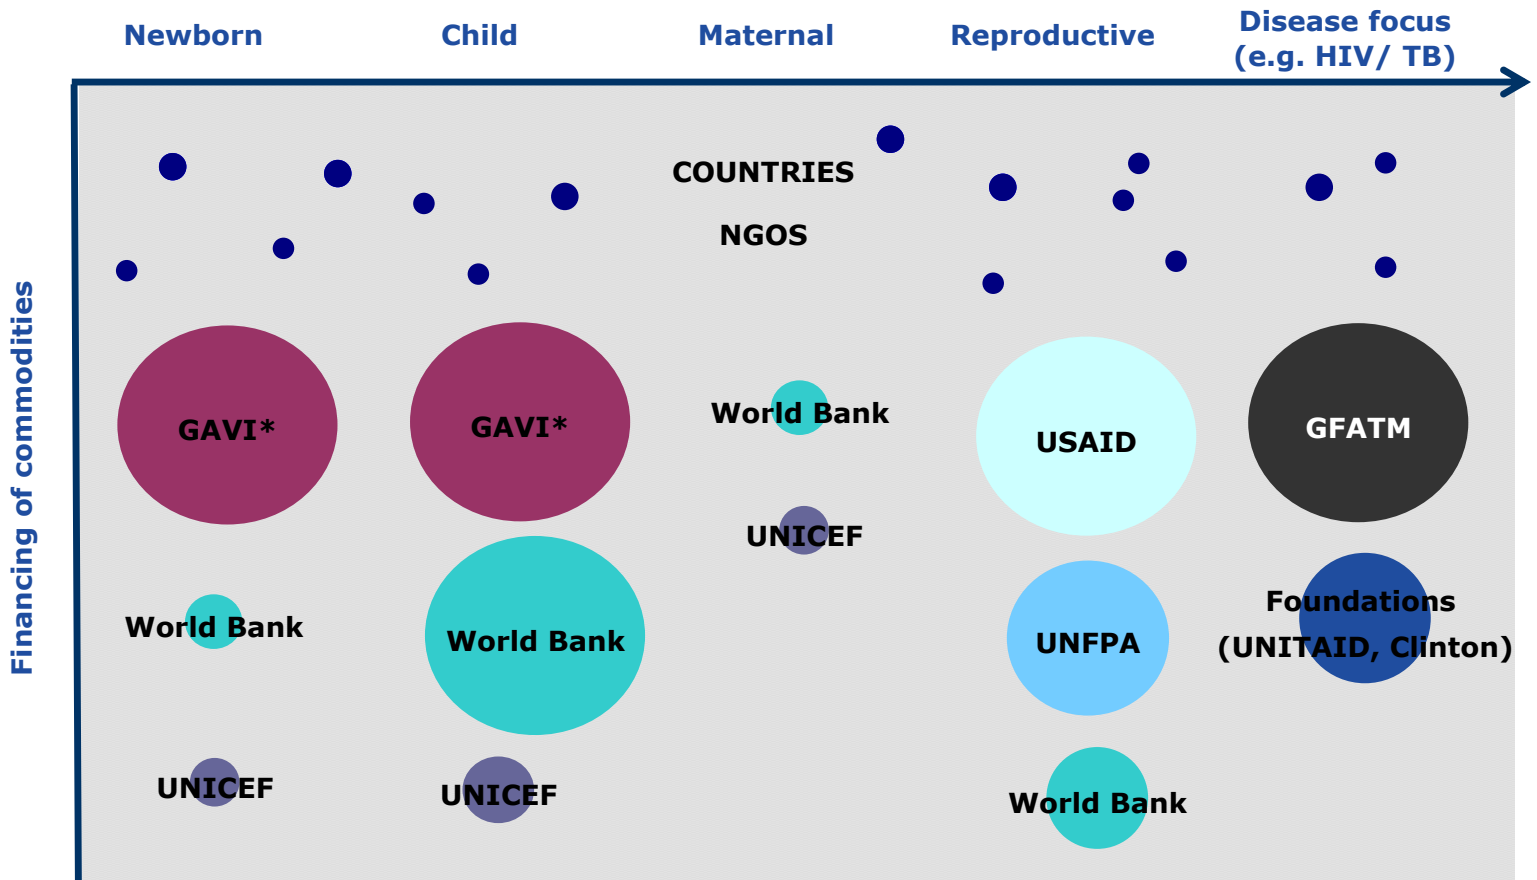 Newborn
Child
Maternal
Reproductive
Disease focus
(e.g. HIV/ TB)
Financing of commodities
COUNTRIES
NGOS
GAVI*
GAVI*
World Bank
USAID
GFATM
UNICEF
World Bank
World Bank
UNFPA
Foundations
(UNITAID, Clinton)
UNICEF
UNICEF
World Bank